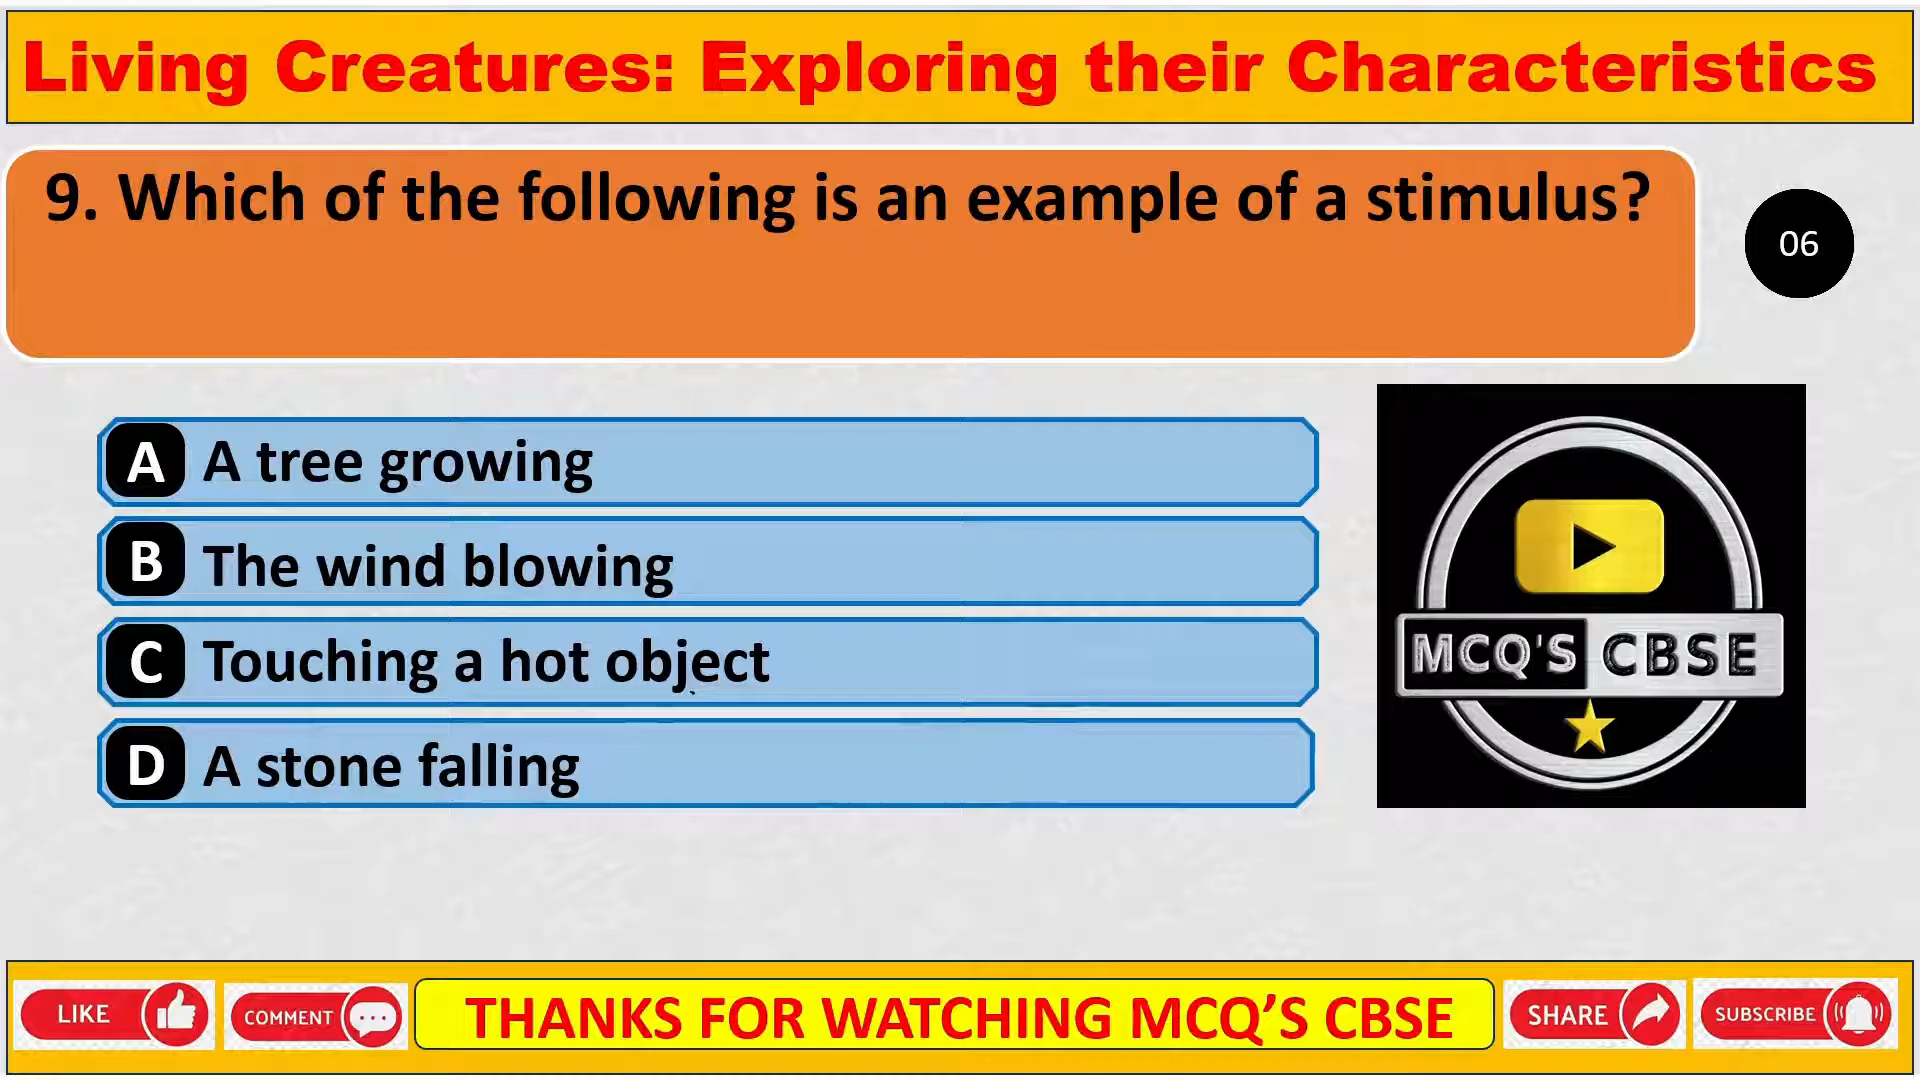 Living Creatures: Exploring their Characteristics
9. Which of the following is an example of a stimulus?
06
A A tree growing
B The wind blowing
C Touching a hot object
D A stone falling
MCQ'S CBSE
LIKE
COMMENT
THANKS FOR WATCHING MCQ’S CBSE
SHARE
SUBSCRIBE